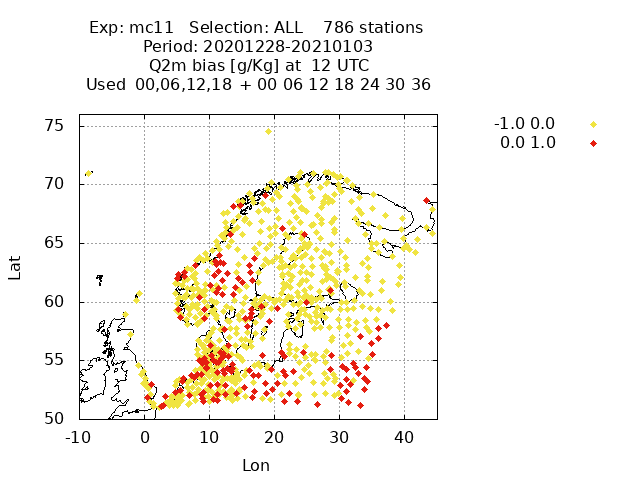 Exp: mc11   Selection: ALL    786 stations
Period: 20201228-20210103
Q2m bias [g/Kg] at  12 UTC
Used  00,06,12,18 + 00 06 12 18 24 30 36
-1.0 0.0
0.0 1.0
75
70
65
60
55
50
Lat
-10 0 10 20 30 40
Lon